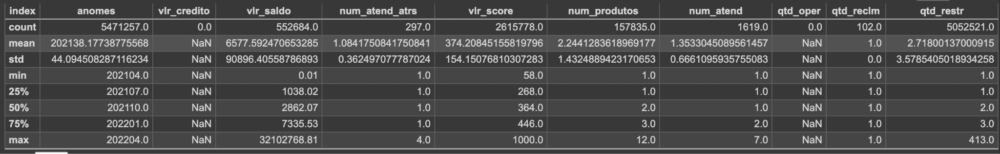 index anomes vlr_credito vlr_saldo num_atend_atrs vlr_score num_produtos num_atend qtd_oper qtd_reclm qtd_restr
count 5471257.0 0.0 552684.0 297.0 2615778.0 157835.0 1619.0 0.0 102.0 5052521.0
mean 202138.17738775568 NaN 6577.592470653285 1.0841750841750841 374.20845155819796 2.2441283618969177 1.3533045089561457 NaN 1.0 2.71800137000915
std 44.094508287116234 NaN 90896.40558786893 0.362497077787024 154.15076810307283 1.4324889423170653 0.6661095935755083 NaN 0.0 3.5785405018934258
min 202104.0 NaN 0.01 1.0 58.0 1.0 1.0 NaN 1.0 1.0
25% 202107.0 NaN 1038.02 1.0 268.0 1.0 1.0 NaN 1.0 1.0
50% 202110.0 NaN 2862.07 1.0 364.0 2.0 1.0 NaN 1.0 2.0
75% 202201.0 NaN 7335.53 1.0 446.0 3.0 2.0 NaN 1.0 3.0
max 202204.0 NaN 32102768.81 4.0 1000.0 12.0 7.0 NaN 1.0 413.0